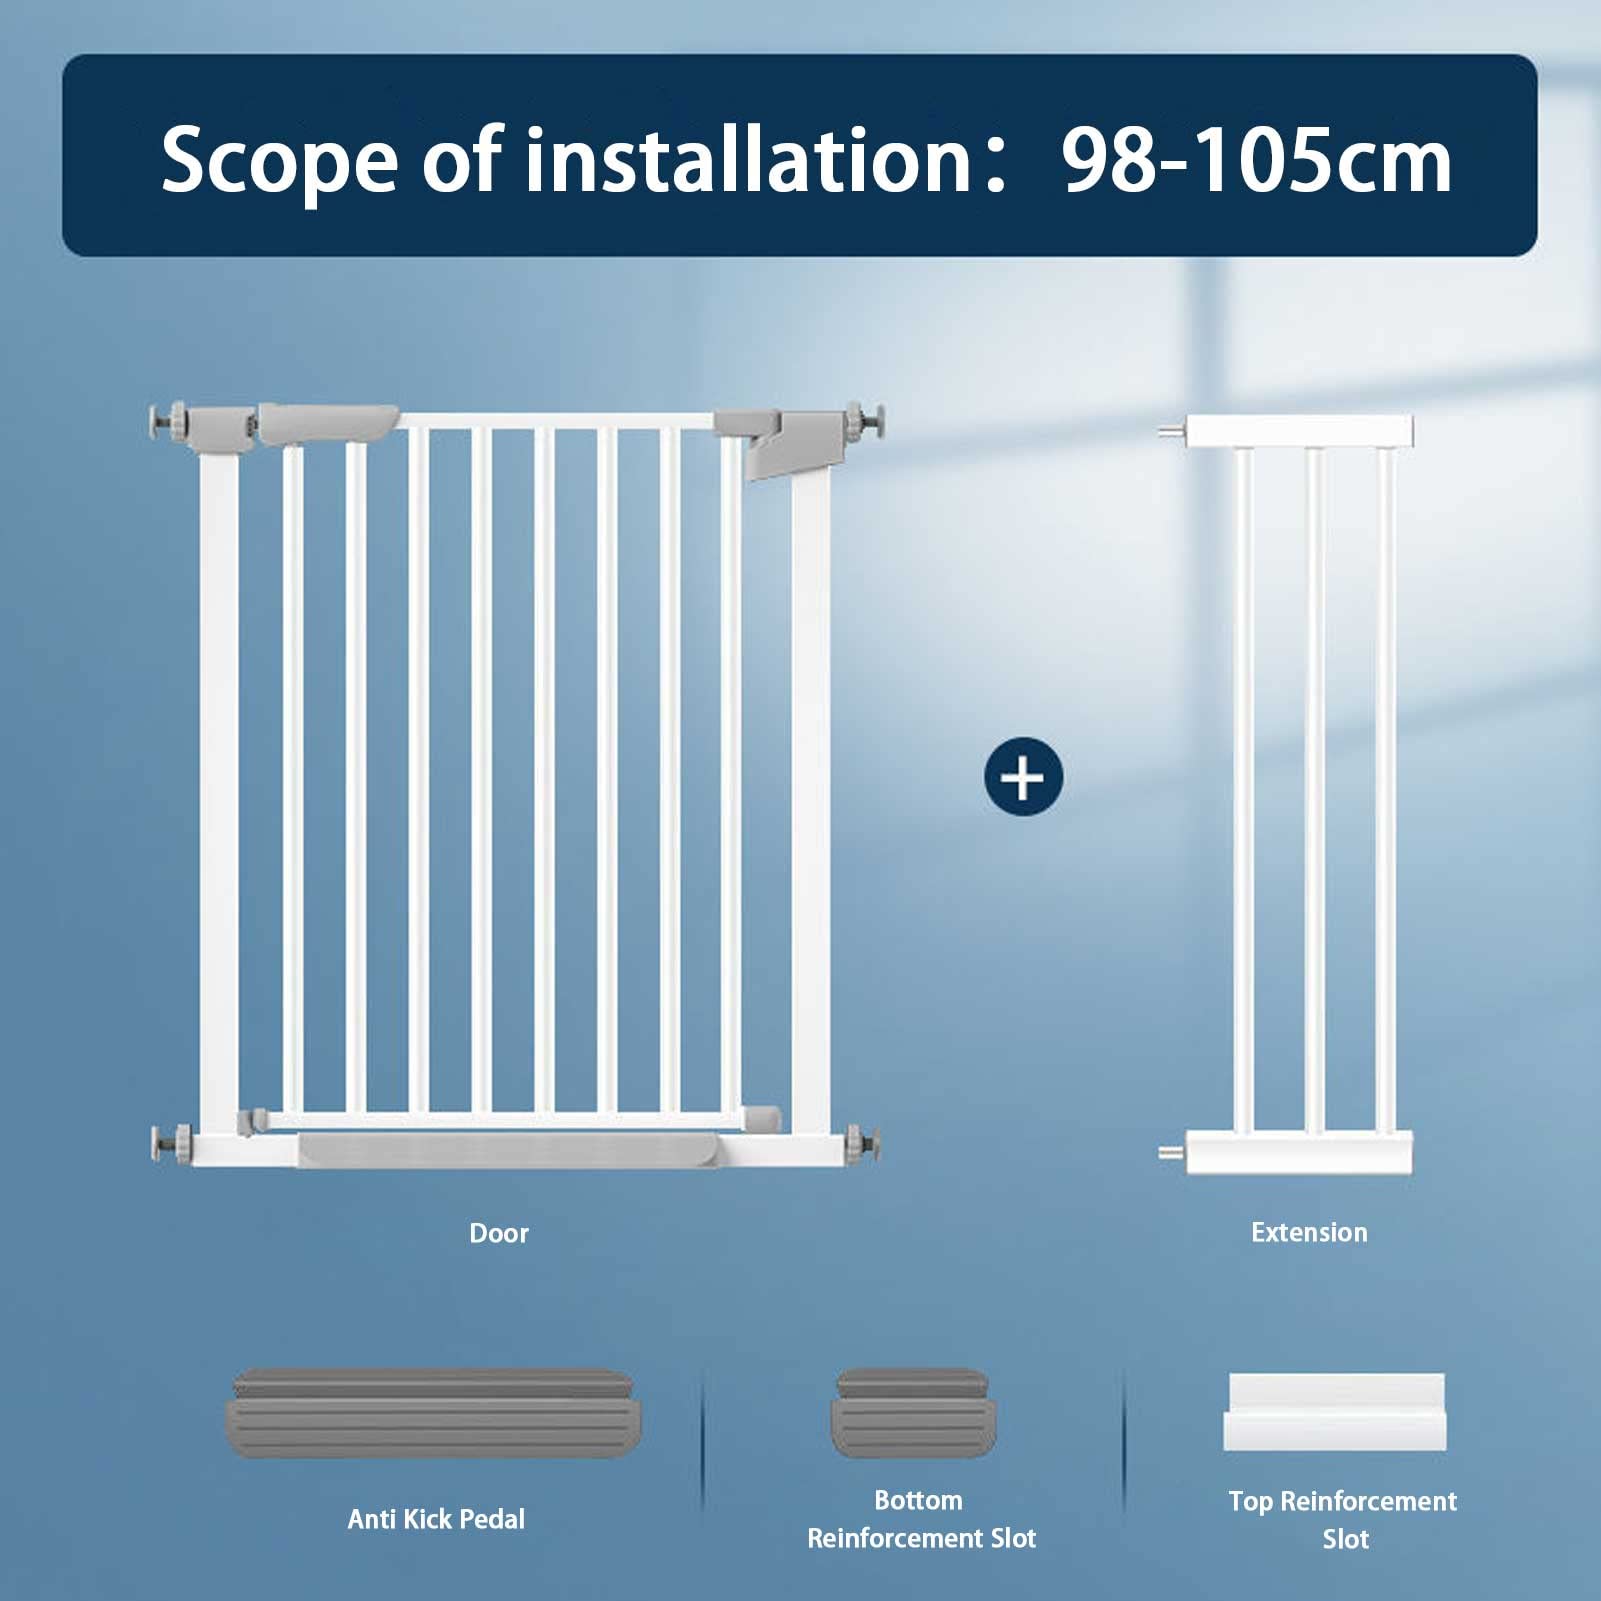 Scope of installation： 98-105cm
Door
Extension
Anti Kick Pedal
Bottom
Reinforcement Slot
Top Reinforcement
Slot